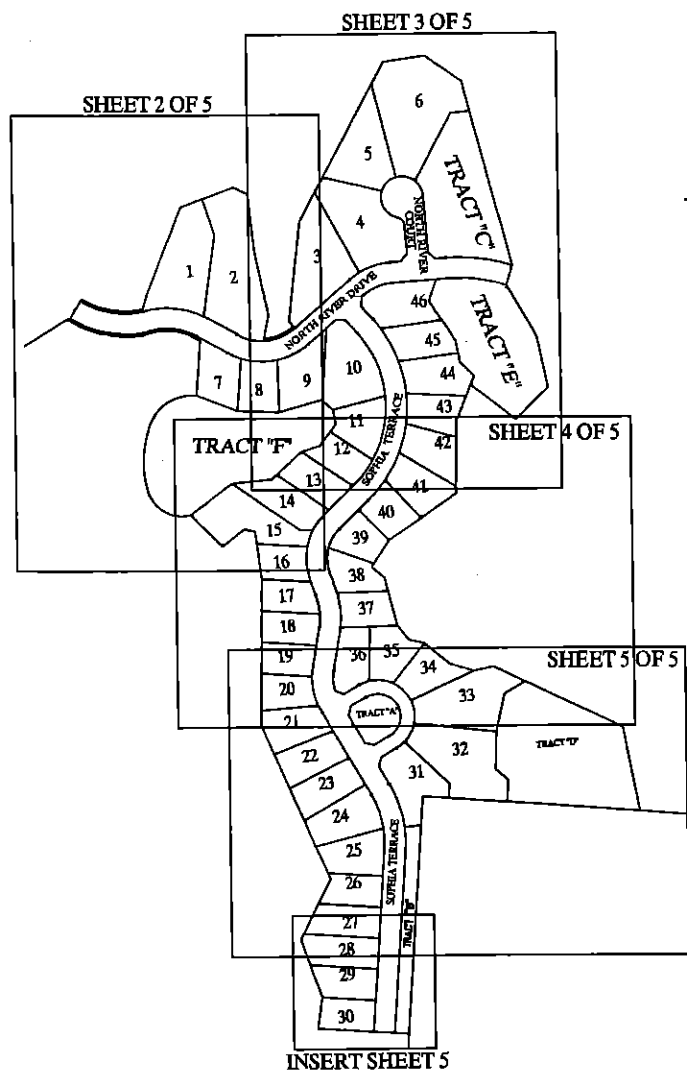 SHEET 3 OF 5
SHEET 2 OF 5
6
5
TRACT "C"
4
NORTH RIVER
COURT
3
1
2
NORTH RIVER DRIVE
46
TRACT "E"
45
10
44
9
7
8
43
11
SOPHIA TERRACE
SHEET 4 OF 5
42
TRACT "F"
12
13
41
14
40
15
39
16
38
17
37
18
36
35
19
SHEET 5 OF 5
34
20
33
TRACT "A"
21
32
TRACT "D"
22
31
23
24
SOPHIA TERRACE
25
26
TRACT "B"
27
28
29
30
INSERT SHEET 5